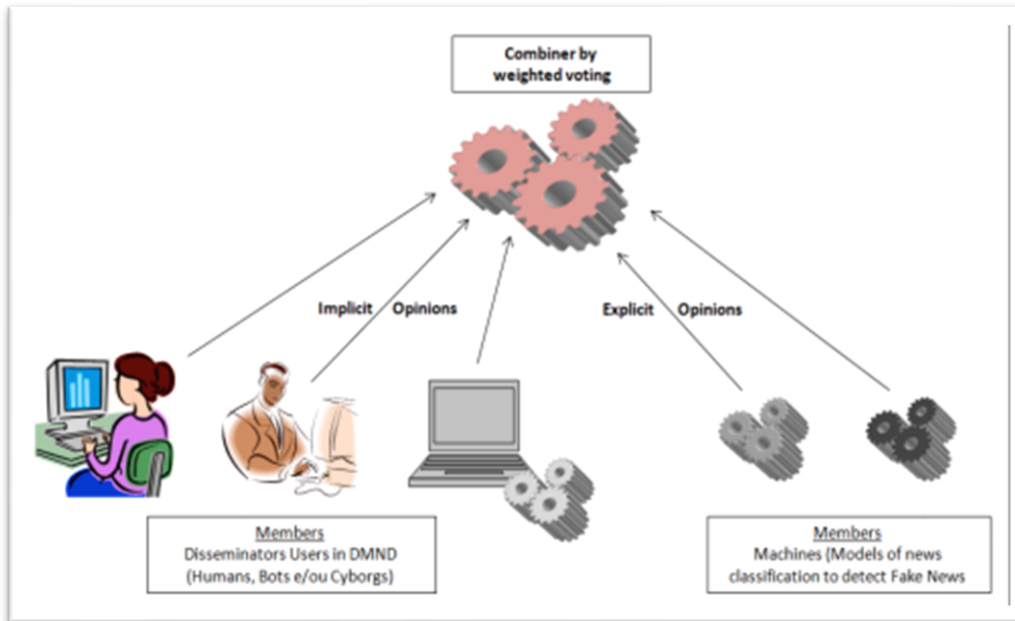 Combiner by
weighted voting
Implicit Opinions
Explicit Opinions
Members
Disseminators Users in DMND
(Humans, Bots e/ou Cyborgs)
Members
Machines (Models of news
classification to detect Fake News